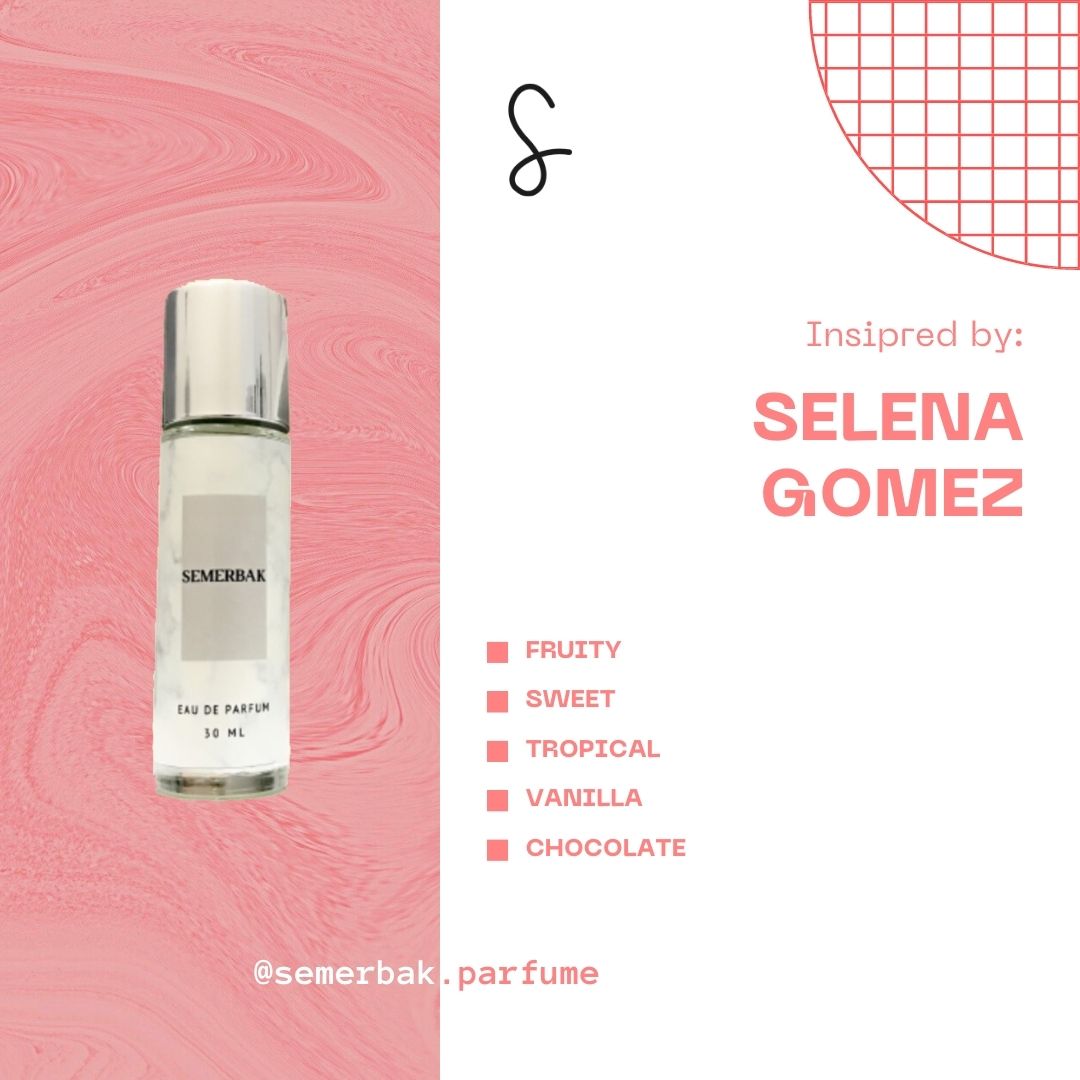 S
Insipred by:
SELENA
GOMEZ
SEMERBAK
EAU DE PARFUM
30 ML
FRUITY
SWEET
TROPICAL
VANILLA
CHOCOLATE
@semerbak.parfume